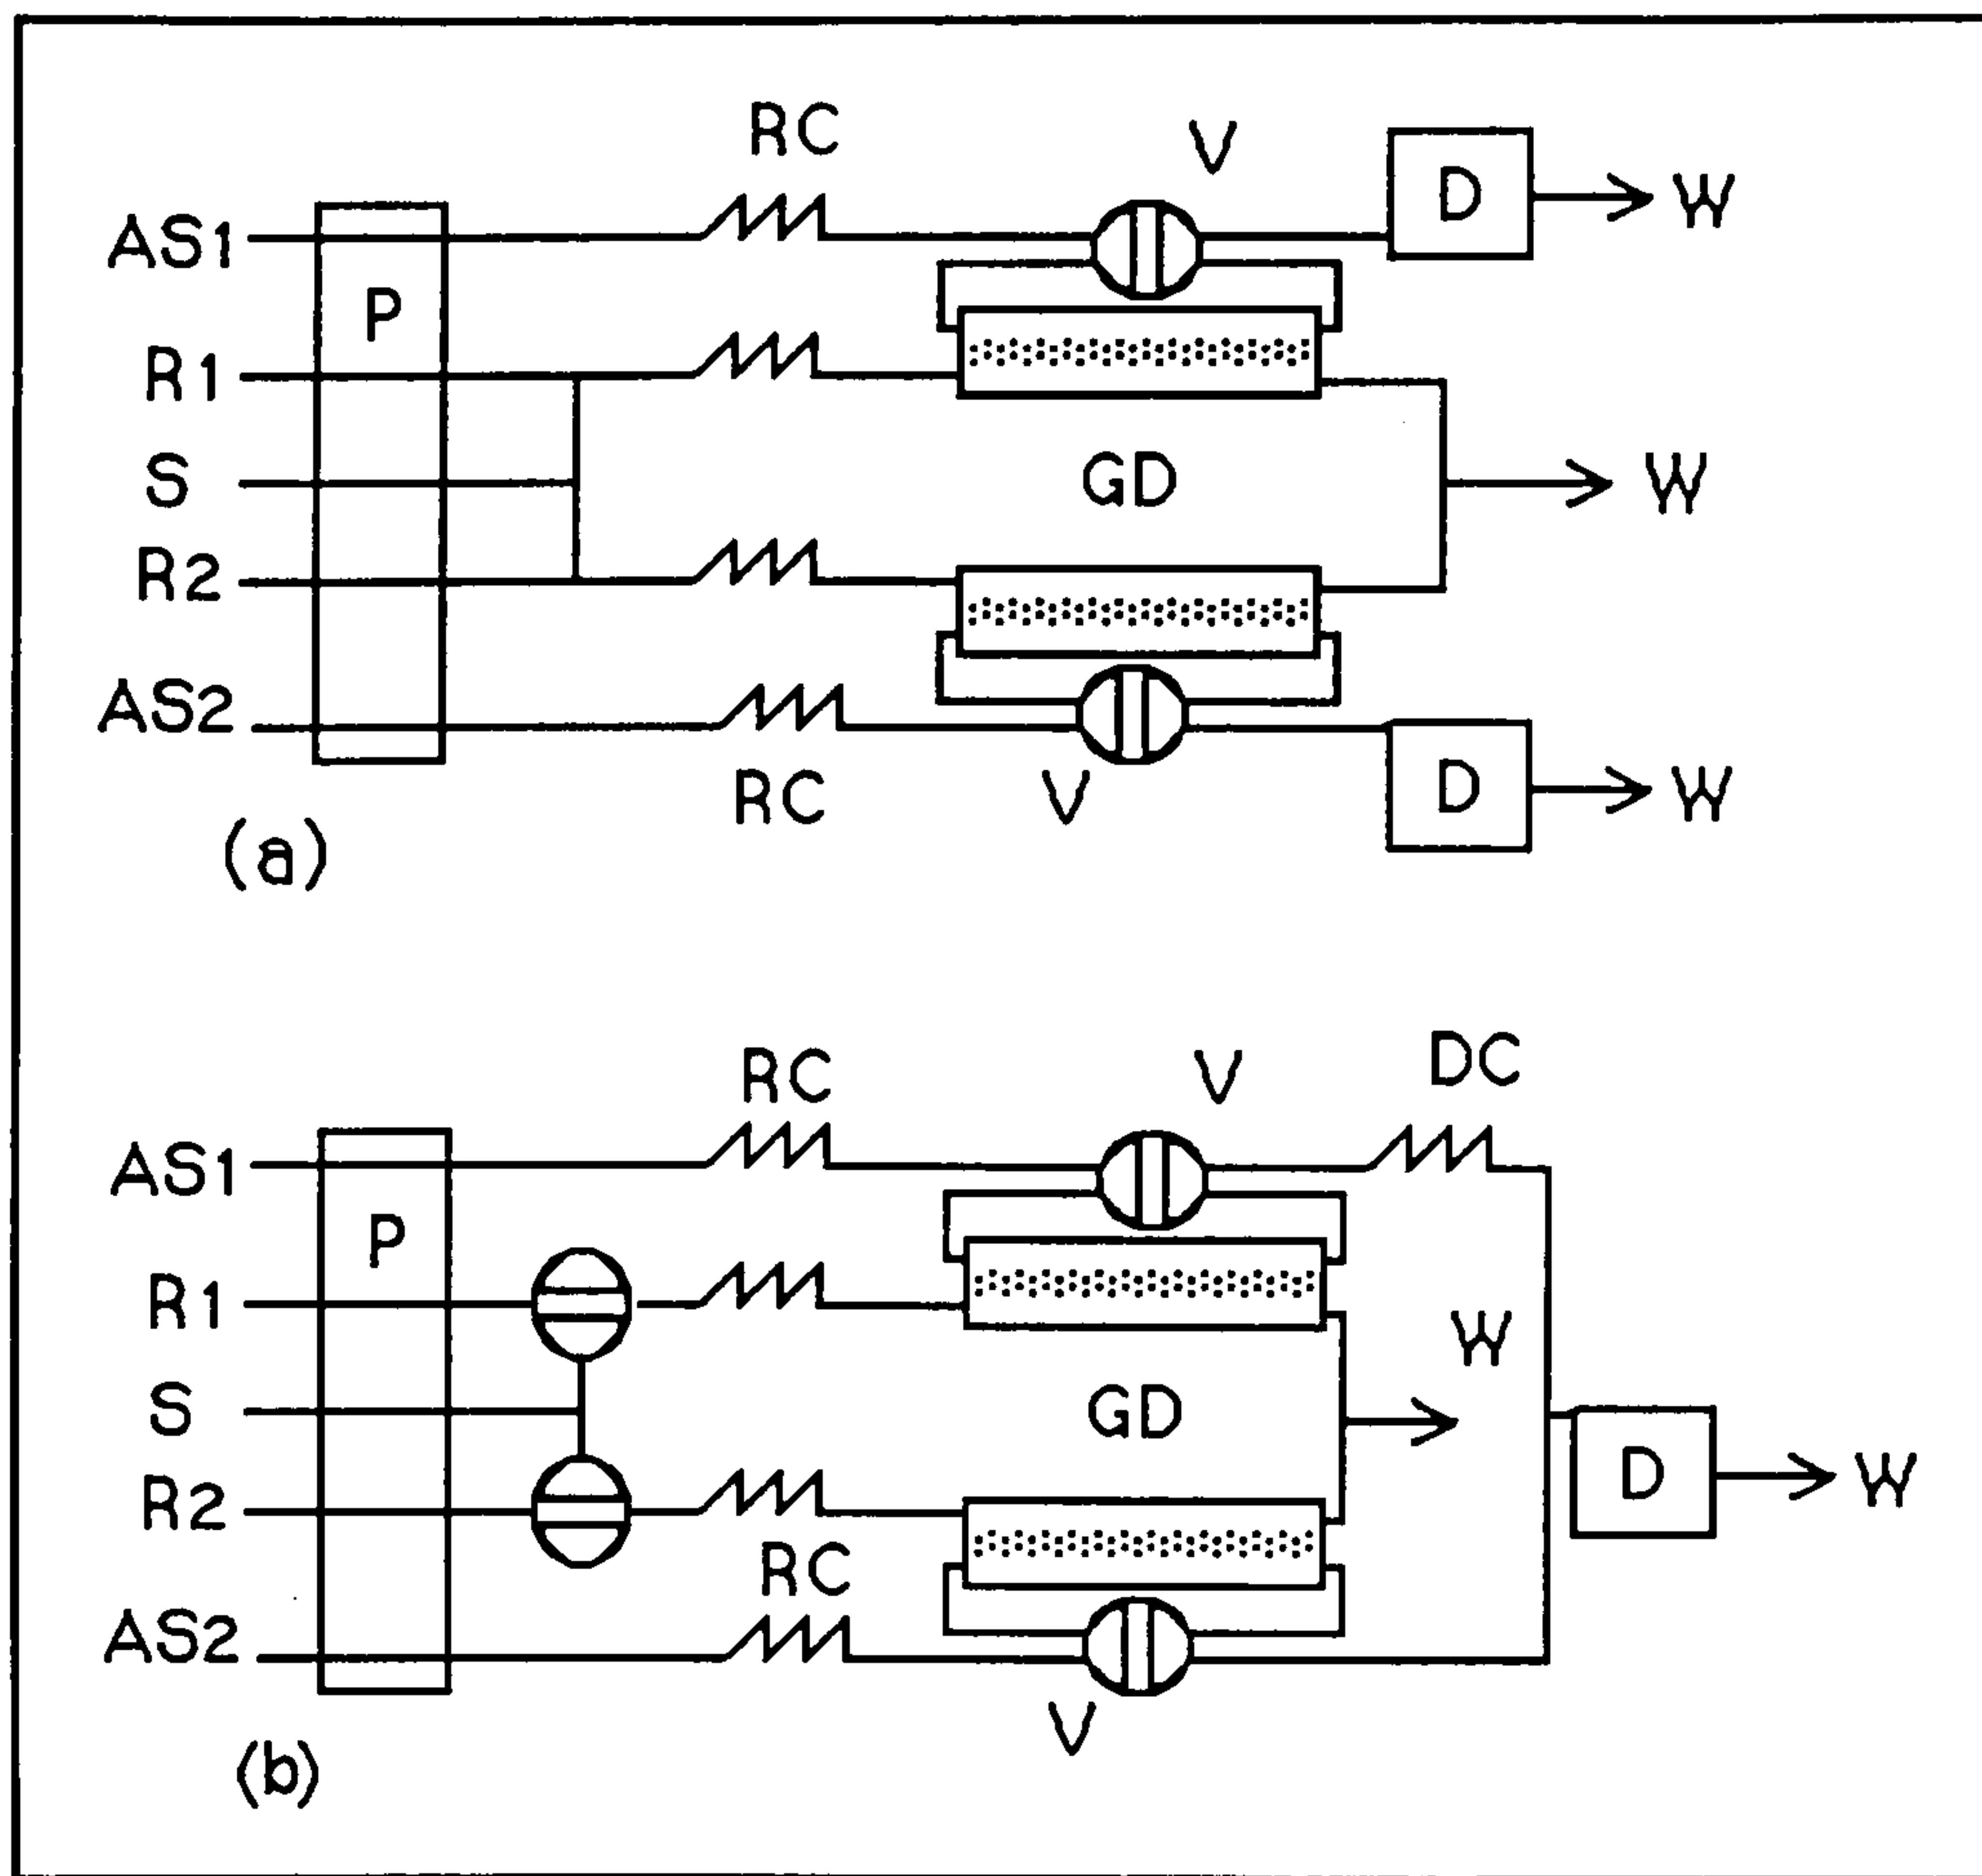 RC V
D W
AS1
P
R1
S GD W
R2
AS2
RC V D W
(a)
RC V DC
AS1
P
R1 W
S GD
D W
R2
RC
AS2
V
(b)